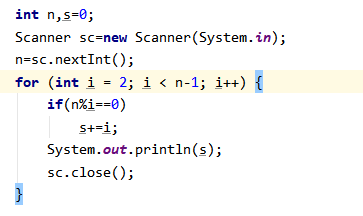 int n,s=0;
Scanner sc=new Scanner(System.in);
n=sc.nextInt();
for (int i = 2; i < n-1; i++) {
if(n%i==0)
s+=i;
System.out.println(s);
sc.close();
}